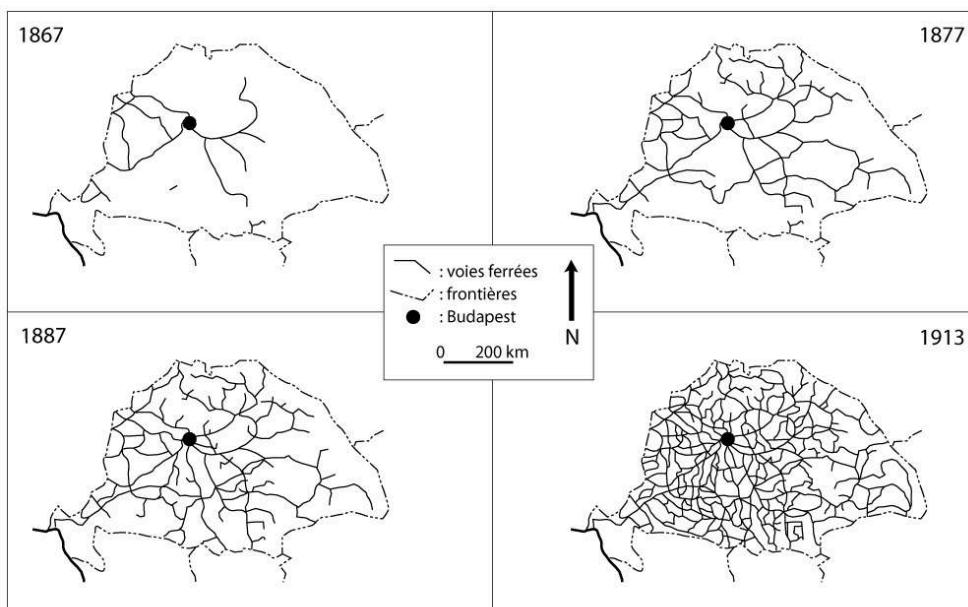 1867
1877
: voies ferrées
: frontières
: Budapest
0 200 km
N
1887
1913